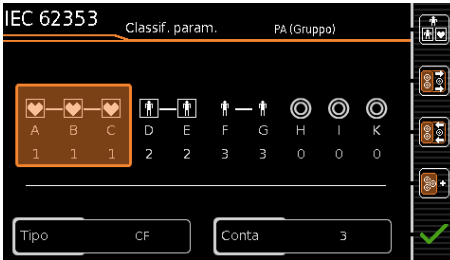 IEC 62353 Classif. param. PA (Gruppo)
A B C D E F G H I K
1 1 1 2 2 3 3 0 0 0
Tipo CF Conta 3